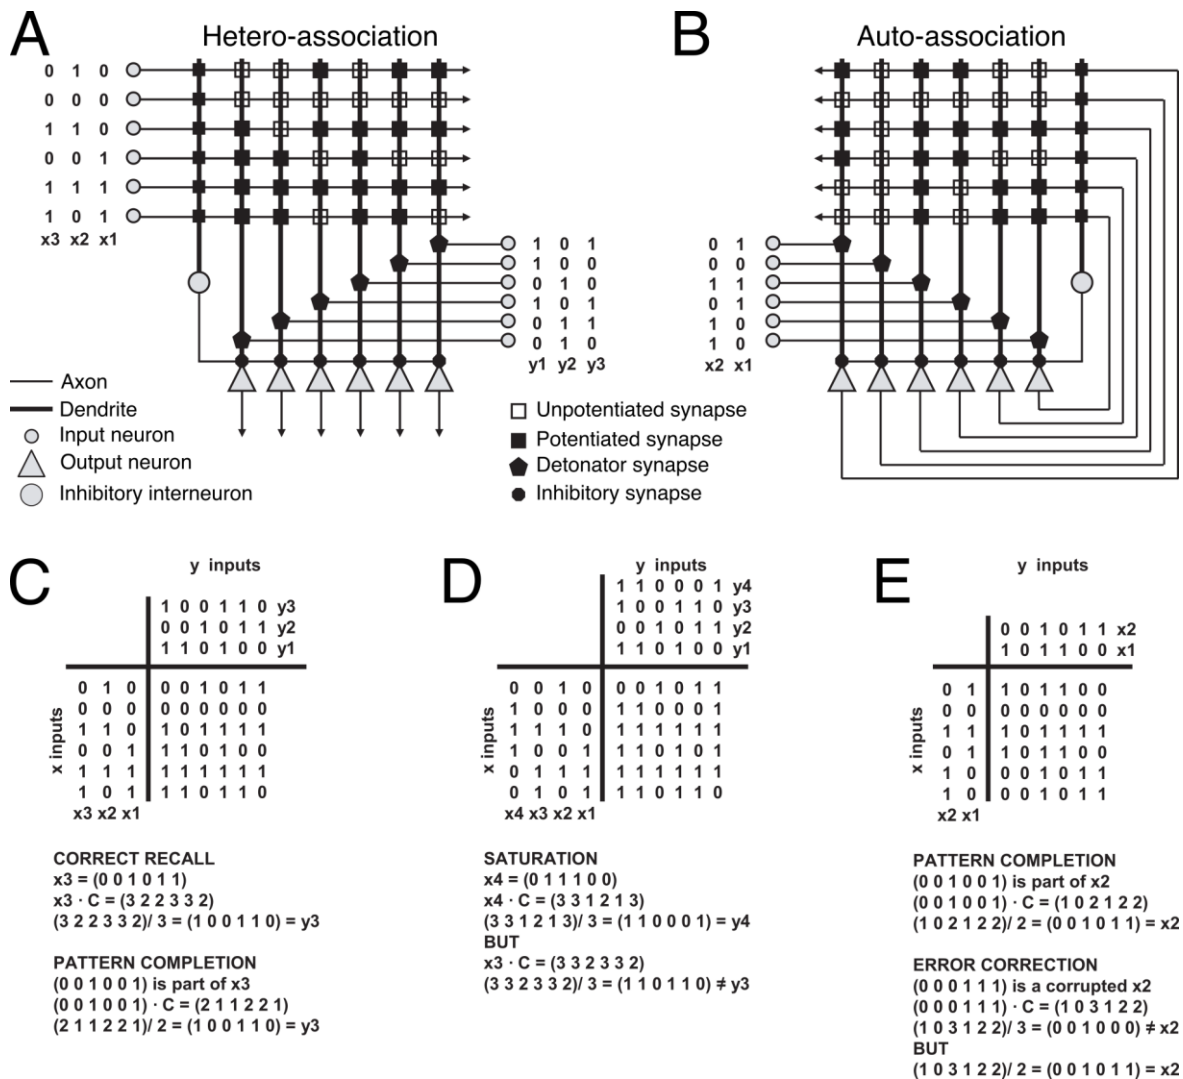 A
Hetero-association
0 1 0
0 0 0
1 1 0
0 0 1
1 1 1
1 0 1
x3 x2 x1
1 0 1
1 0 0
0 1 0
1 0 1
0 1 1
0 1 0
y1 y2 y3
B
Auto-association
0 1
0 0
1 1
0 1
1 0
1 0
x2 x1
Axon
Dendrite
Input neuron
Output neuron
Inhibitory interneuron
Unpotentiated synapse
Potentiated synapse
Detonator synapse
Inhibitory synapse
C
y inputs
1 0 0 1 1 0 y3
0 0 1 0 1 1 y2
1 1 0 1 0 0 y1
x inputs
0 1 0 0 0 1 0 1 1
0 0 0 0 0 0 0 0 0
1 1 0 1 0 1 1 1 1
0 0 1 1 1 0 1 0 0
1 1 1 1 1 1 1 1 1
1 0 1 1 1 0 1 1 0
x3 x2 x1
CORRECT RECALL
x3 = (0 0 1 0 1 1)
x3 · C = (3 2 2 3 3 2)
(3 2 2 3 3 2)/ 3 = (1 0 0 1 1 0) = y3
PATTERN COMPLETION
(0 0 1 0 0 1) is part of x3
(0 0 1 0 0 1) · C = (2 1 1 2 2 1)
(2 1 1 2 2 1)/ 2 = (1 0 0 1 1 0) = y3
D
y inputs
1 1 0 0 0 1 y4
1 0 0 1 1 0 y3
0 0 1 0 1 1 y2
1 1 0 1 0 0 y1
x inputs
0 0 1 0 0 0 1 0 1 1
1 0 0 0 1 1 0 0 0 1
1 1 1 0 1 1 1 1 1 1
1 0 0 1 1 1 0 1 0 1
0 1 1 1 1 1 1 1 1 1
0 1 0 1 1 1 0 1 1 0
x4 x3 x2 x1
SATURATION
x4 = (0 1 1 1 0 0)
x4 · C = (3 3 1 2 1 3)
(3 3 1 2 1 3)/ 3 = (1 1 0 0 0 1) = y4
BUT
x3 · C = (3 3 2 3 3 2)
(3 3 2 3 3 2)/ 3 = (1 1 0 1 1 0) ≠ y3
E
y inputs
0 0 1 0 1 1 x2
1 0 1 1 0 0 x1
x inputs
0 1 1 0 1 1 0 0
0 0 0 0 0 0 0 0
1 1 1 0 1 1 1 1
0 1 1 0 1 1 0 0
1 0 0 0 1 0 1 1
1 0 0 0 1 0 1 1
x2 x1
PATTERN COMPLETION
(0 0 1 0 0 1) is part of x2
(0 0 1 0 0 1) · C = (1 0 2 1 2 2)
(1 0 2 1 2 2)/ 2 = (0 0 1 0 1 1) = x2
ERROR CORRECTION
(0 0 0 1 1 1) is a corrupted x2
(0 0 0 1 1 1) · C = (1 0 3 1 2 2)
(1 0 3 1 2 2)/ 3 = (0 0 1 0 0 0) ≠ x2
BUT
(1 0 3 1 2 2)/ 2 = (0 0 1 0 1 1) = x2